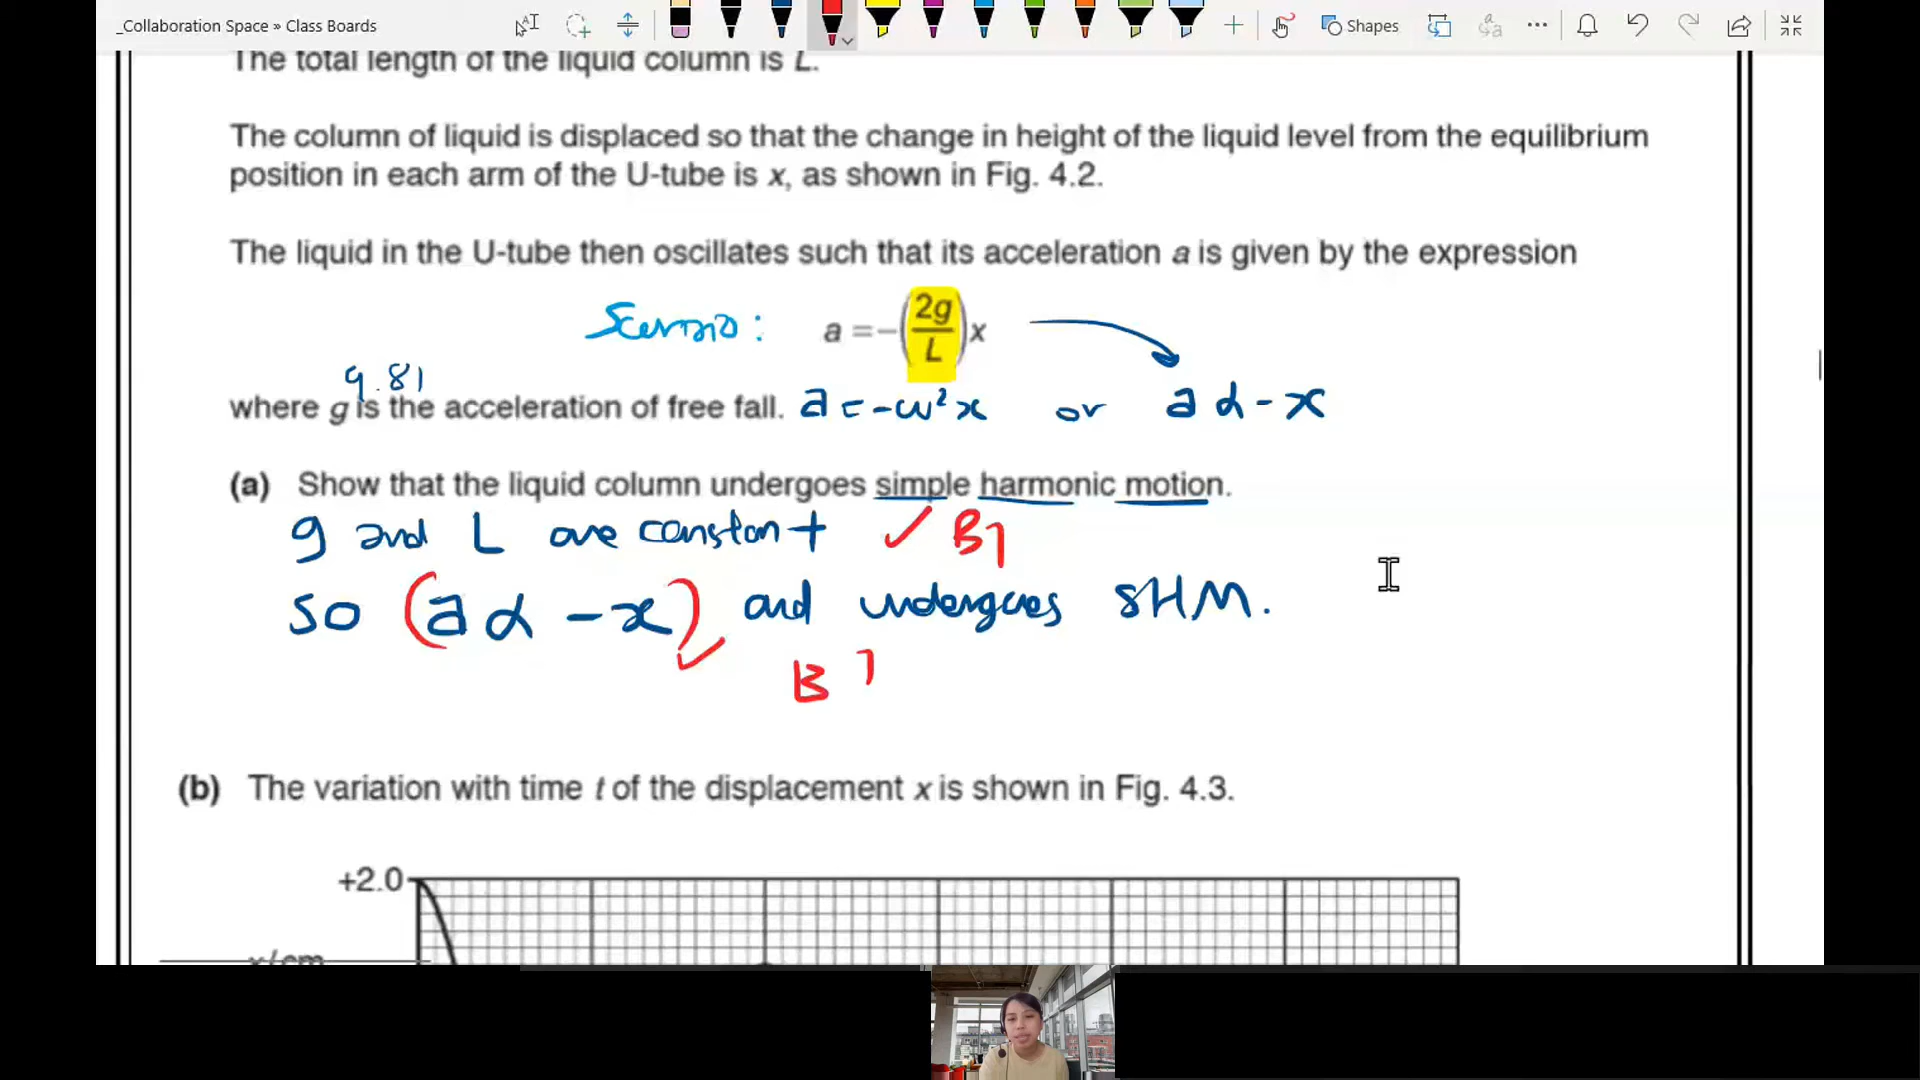 _Collaboration Space » Class Boards
Shapes
The total length of the liquid column is L.
The column of liquid is displaced so that the change in height of the liquid level from the equilibrium
position in each arm of the U-tube is x, as shown in Fig. 4.2.
The liquid in the U-tube then oscillates such that its acceleration a is given by the expression
Scenario: a = −(2g/L)x
9.81
where g is the acceleration of free fall. a = -ω²x or a α - x
(a) Show that the liquid column undergoes simple harmonic motion.
g and L are constant ✓ B1
so (a α - x) and undergoes SHM.
✓ B1
(b) The variation with time t of the displacement x is shown in Fig. 4.3.
+2.0
x/cm